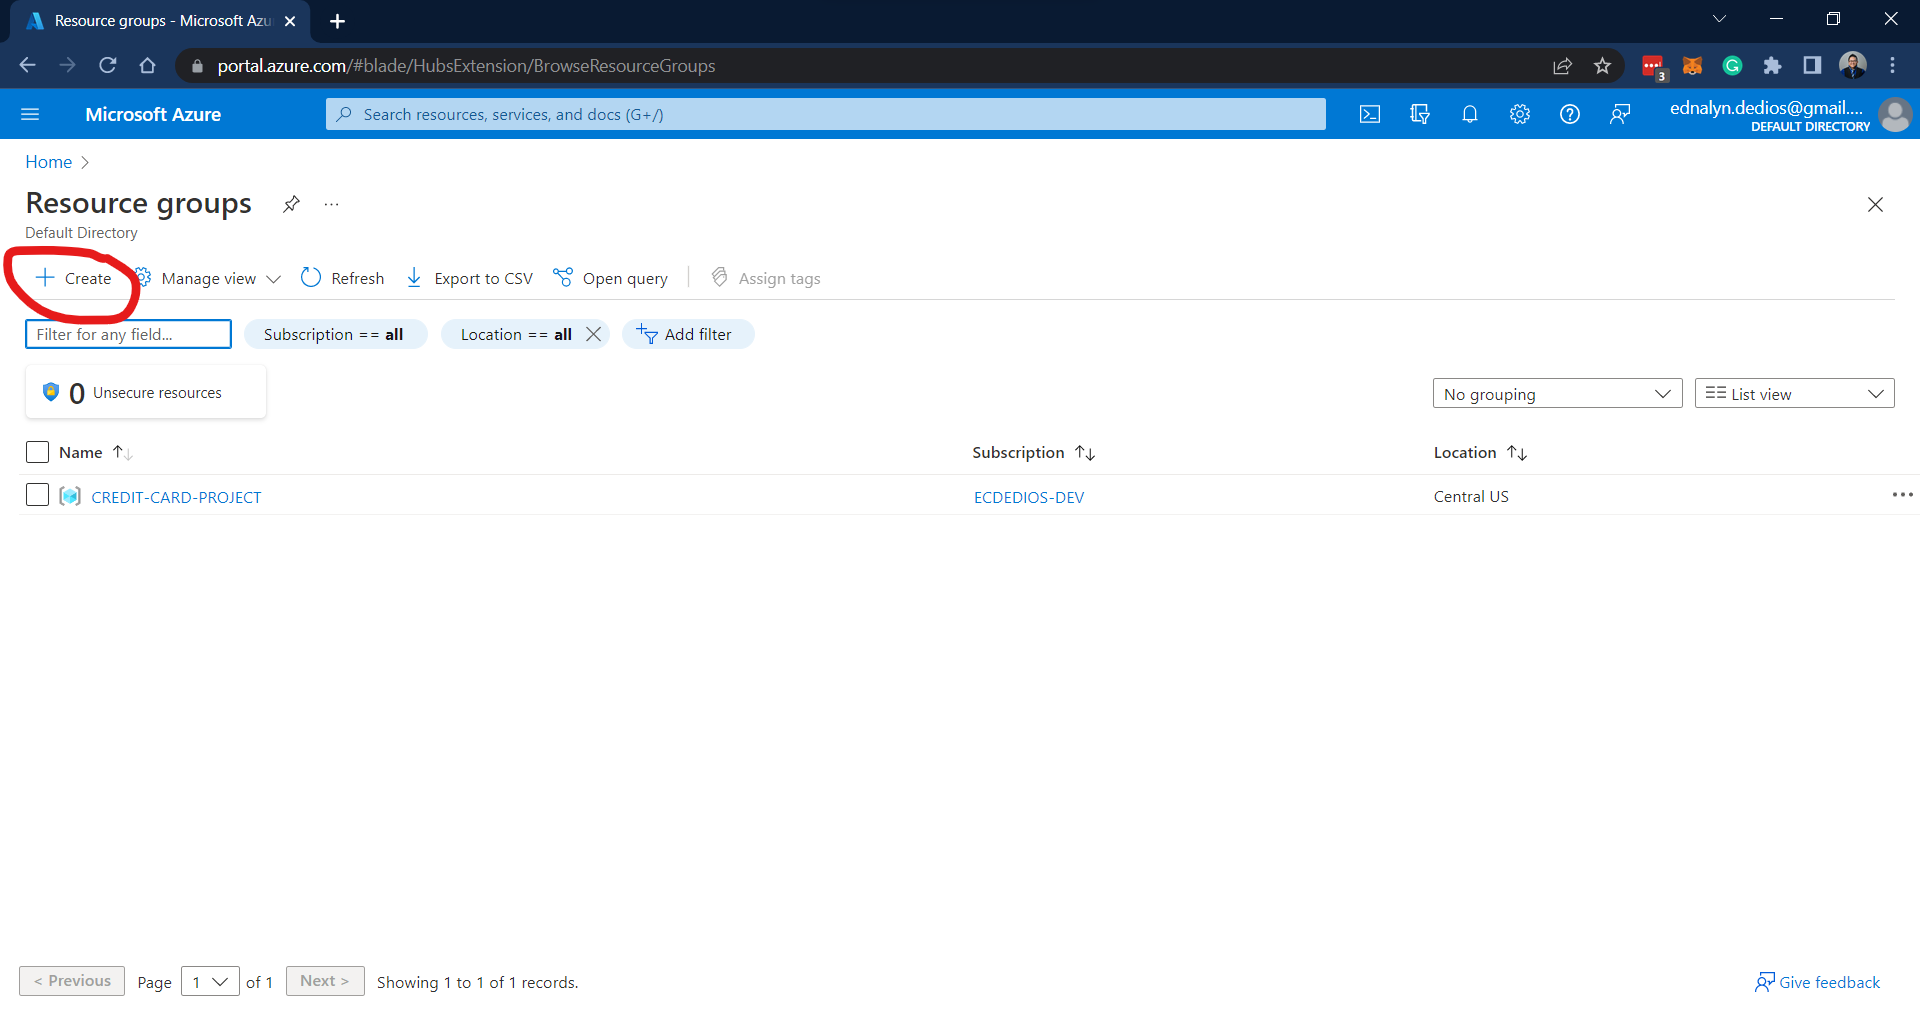 Resource groups - Microsoft Azu
portal.azure.com/#blade/HubsExtension/BrowseResourceGroups
3
Microsoft Azure
Search resources, services, and docs (G+/)
ednalyn.dedios@gmail....
DEFAULT DIRECTORY
Home
Resource groups
Default Directory
Create Manage view Refresh Export to CSV Open query Assign tags
Filter for any field... Subscription == all Location == all Add filter
0 Unsecure resources
No grouping List view
Name Subscription Location
CREDIT-CARD-PROJECT ECDEDIOS-DEV Central US
< Previous Page 1 of 1 Next > Showing 1 to 1 of 1 records. Give feedback